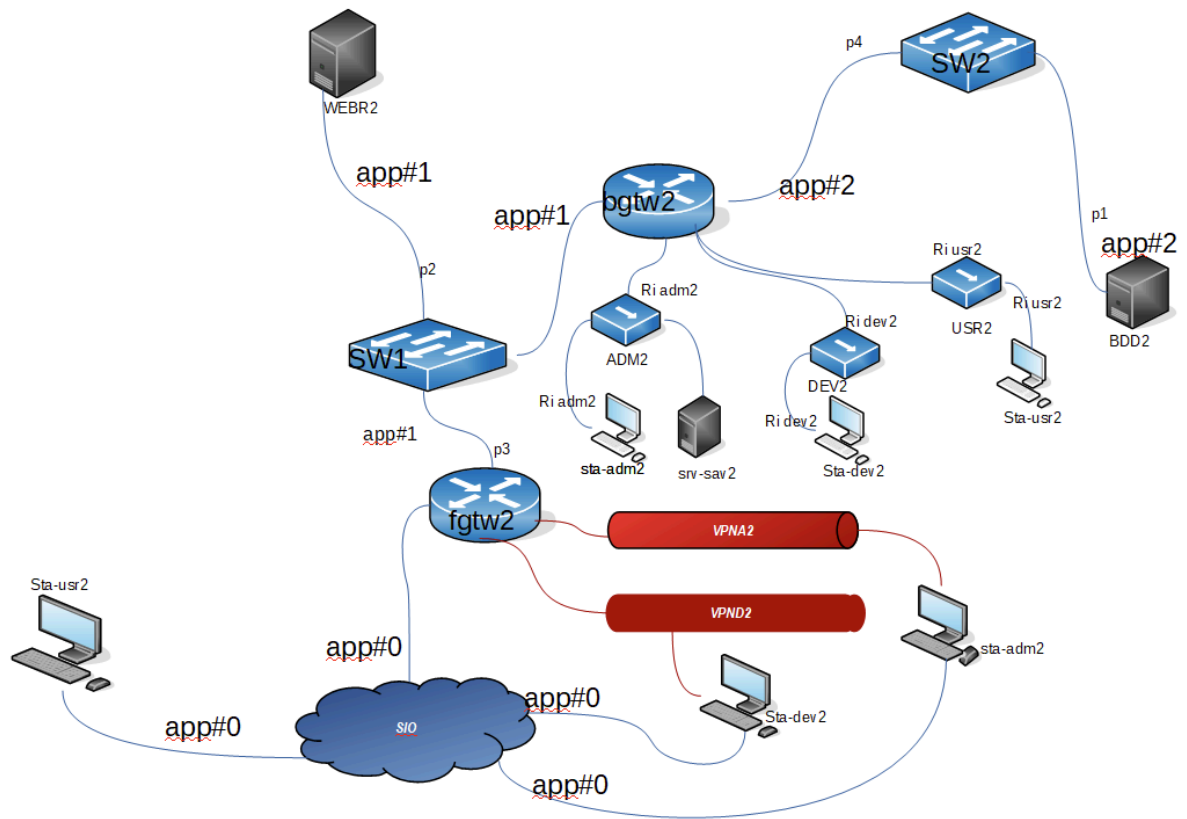 p4
SW2
WEBR2
app#1
app#2
bgtw2
app#1
p1
app#2
Ri usr2
p2
Ri adm2
Ri usr2
Ri dev2
USR2
BDD2
SW1
ADM2
DEV2
Ri adm2
Sta-usr2
Ri dev2
app#1
p3
sta-adm2
srv-sav2
Sta-dev2
fgtw2
VPNA2
Sta-usr2
VPND2
app#0
sta-adm2
app#0
Sta-dev2
app#0
SIO
app#0